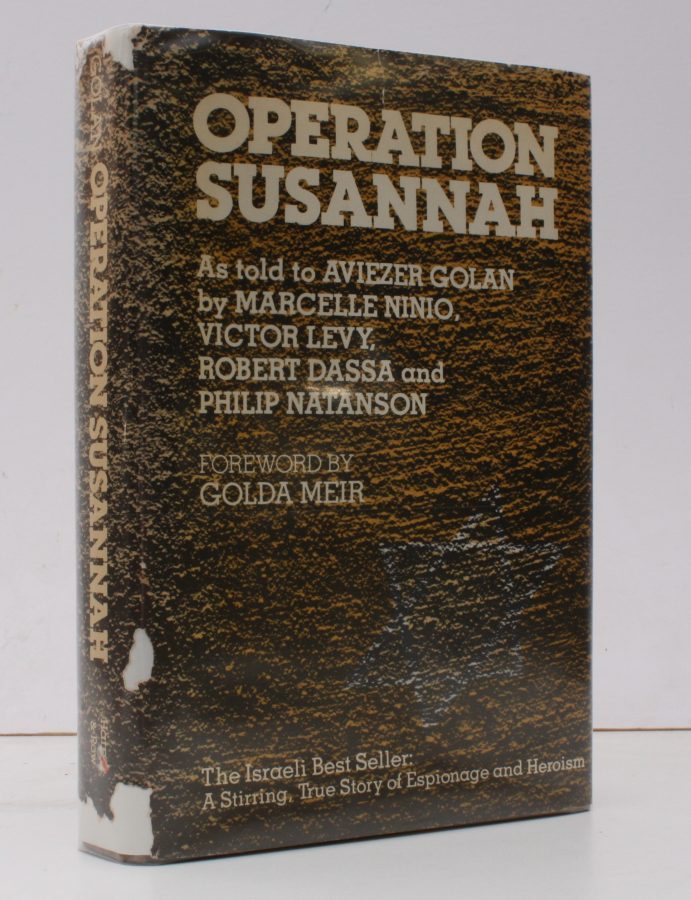 OPERATION
SUSANNAH
As told to AVIEZER GOLAN
by MARCELLE NINIO,
VICTOR LEVY,
ROBERT DASSA and
PHILIP NATANSON
FOREWORD BY
GOLDA MEIR
The Israeli Best Seller:
A Stirring, True Story of Espionage and Heroism
GOLAN OPERATION SUSANNAH